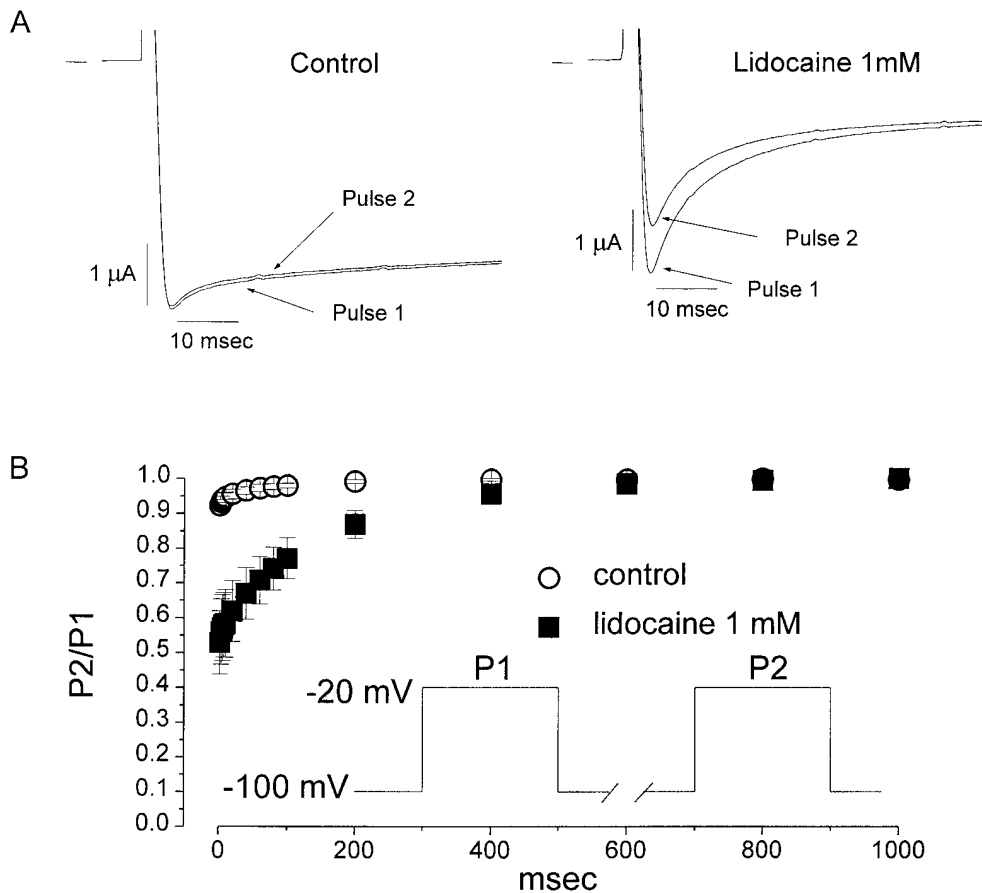 A
Control
Lidocaine 1mM
Pulse 2
1 μA
Pulse 1
10 msec
Pulse 2
1 μA
Pulse 1
10 msec
B
1.0
0.9
0.8
0.7
0.6
0.5
0.4
0.3
0.2
0.1
0.0
P2/P1
control
lidocaine 1 mM
P1
P2
-20 mV
-100 mV
0
200
400
600
800
1000
msec